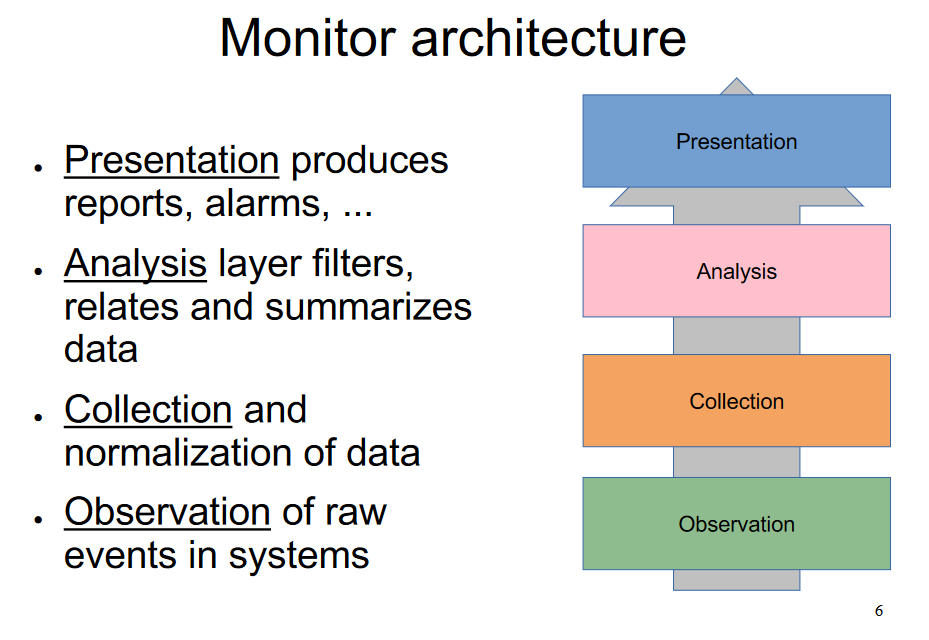 Monitor architecture
● Presentation produces
reports, alarms, ...
● Analysis layer filters,
relates and summarizes
data
● Collection and
normalization of data
● Observation of raw
events in systems
Presentation
Analysis
Collection
Observation
6